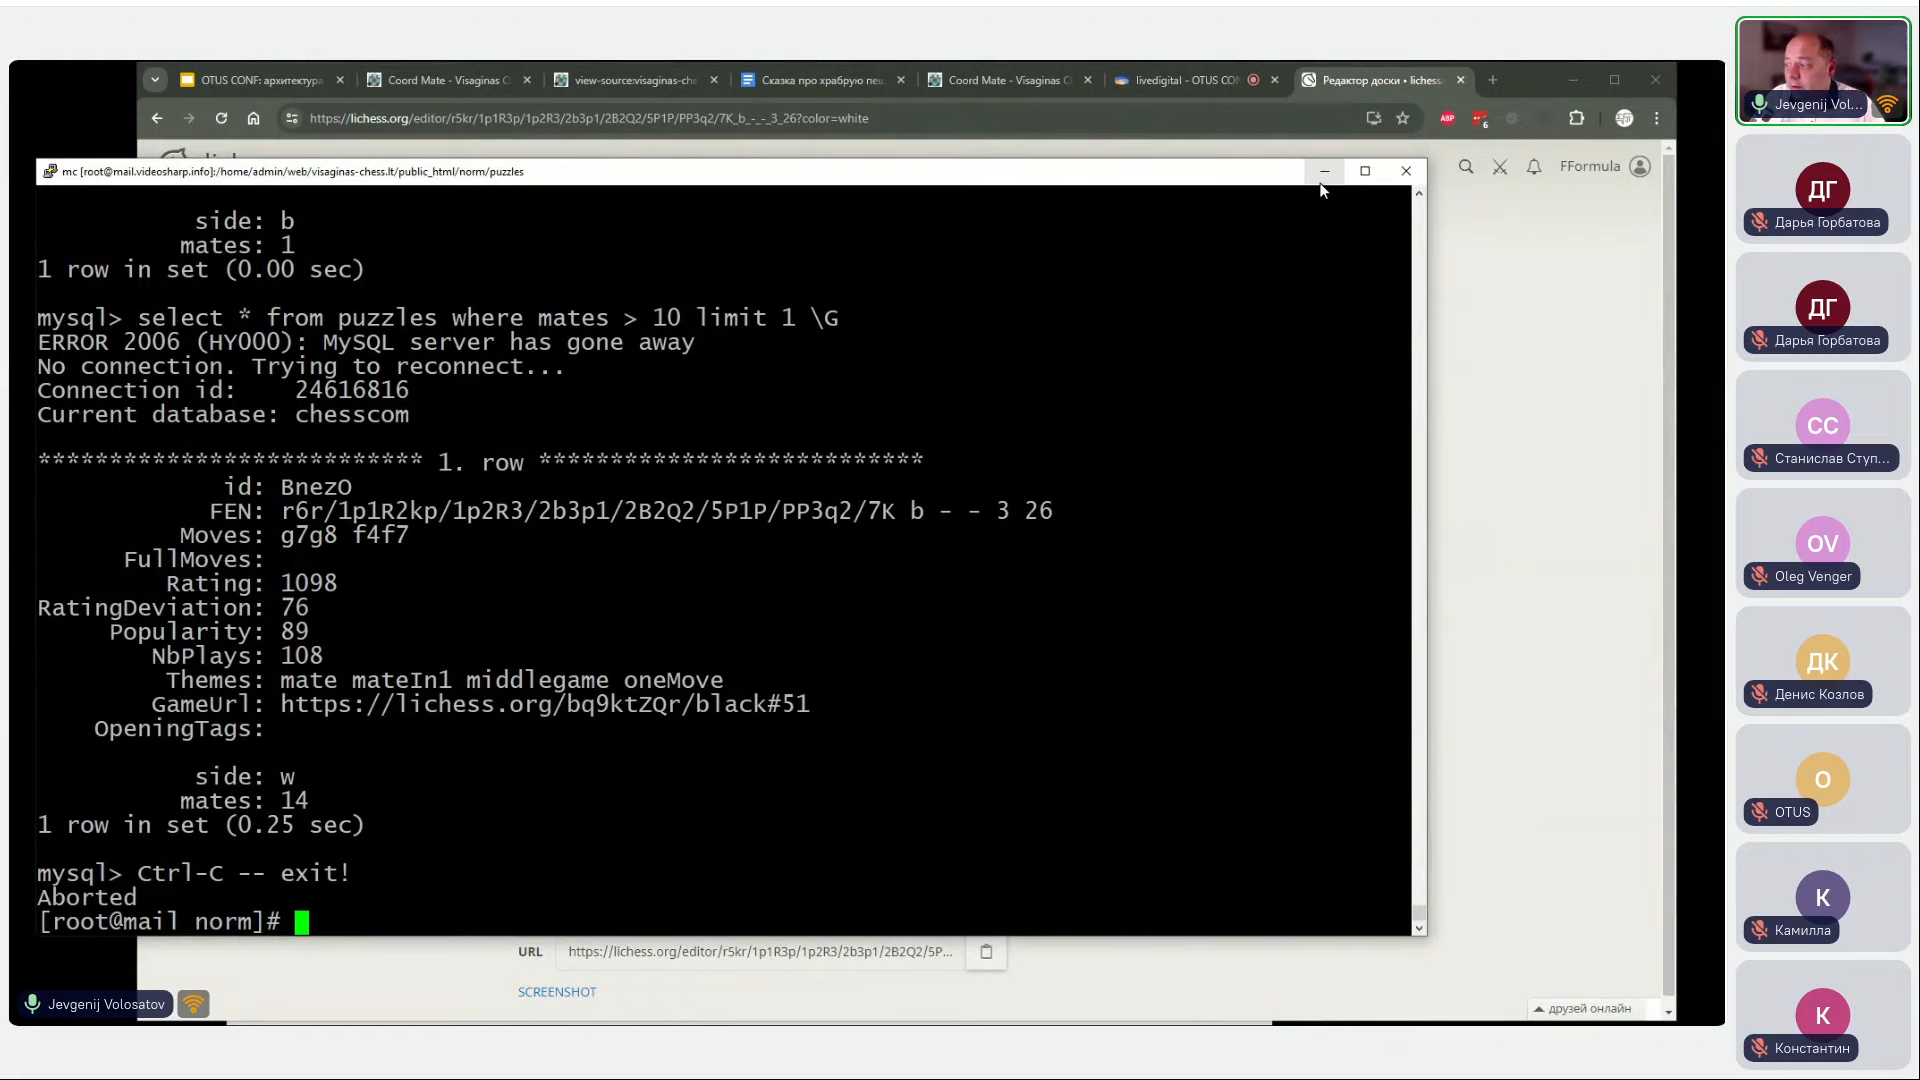 OTUS CONF: архитектура
Coord Mate - Visaginas C
view-source:visaginas-che
Сказка про храбрую пеш
Coord Mate - Visaginas C
livedigital - OTUS CO
Редактор доски • lichess
https://lichess.org/editor/r5kr/1p1R3p/1p2R3/2b3p1/2B2Q2/5P1P/PP3q2/7K_b_-_-_3_26?color=white
ABP
6
FFormula
mc [root@mail.videosharp.info]:/home/admin/web/visaginas-chess.lt/public_html/norm/puzzles
side: b
mates: 1
1 row in set (0.00 sec)
mysql> select * from puzzles where mates > 10 limit 1 \G
ERROR 2006 (HY000): MySQL server has gone away
No connection. Trying to reconnect...
Connection id:    24616816
Current database: chesscom
*************************** 1. row ***************************
id: BnezO
FEN: r6r/1p1R2kp/1p2R3/2b3p1/2B2Q2/5P1P/PP3q2/7K b - - 3 26
Moves: g7g8 f4f7
FullMoves:
Rating: 1098
RatingDeviation: 76
Popularity: 89
NbPlays: 108
Themes: mate mateIn1 middlegame oneMove
GameUrl: https://lichess.org/bq9ktZQr/black#51
OpeningTags:
side: w
mates: 14
1 row in set (0.25 sec)
mysql> Ctrl-C -- exit!
Aborted
[root@mail norm]#
URL
https://lichess.org/editor/r5kr/1p1R3p/1p2R3/2b3p1/2B2Q2/5P...
SCREENSHOT
друзей онлайн
Jevgenij Volosatov
Jevgenij Vol...
ДГ
Дарья Горбатова
ДГ
Дарья Горбатова
СС
Станислав Ступ...
OV
Oleg Venger
ДК
Денис Козлов
O
OTUS
К
Камилла
К
Константин